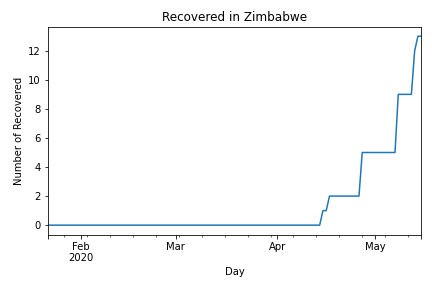 Recovered in Zimbabwe
Number of Recovered
12
10
8
6
4
2
0
Feb
2020
Mar
Apr
May
Day